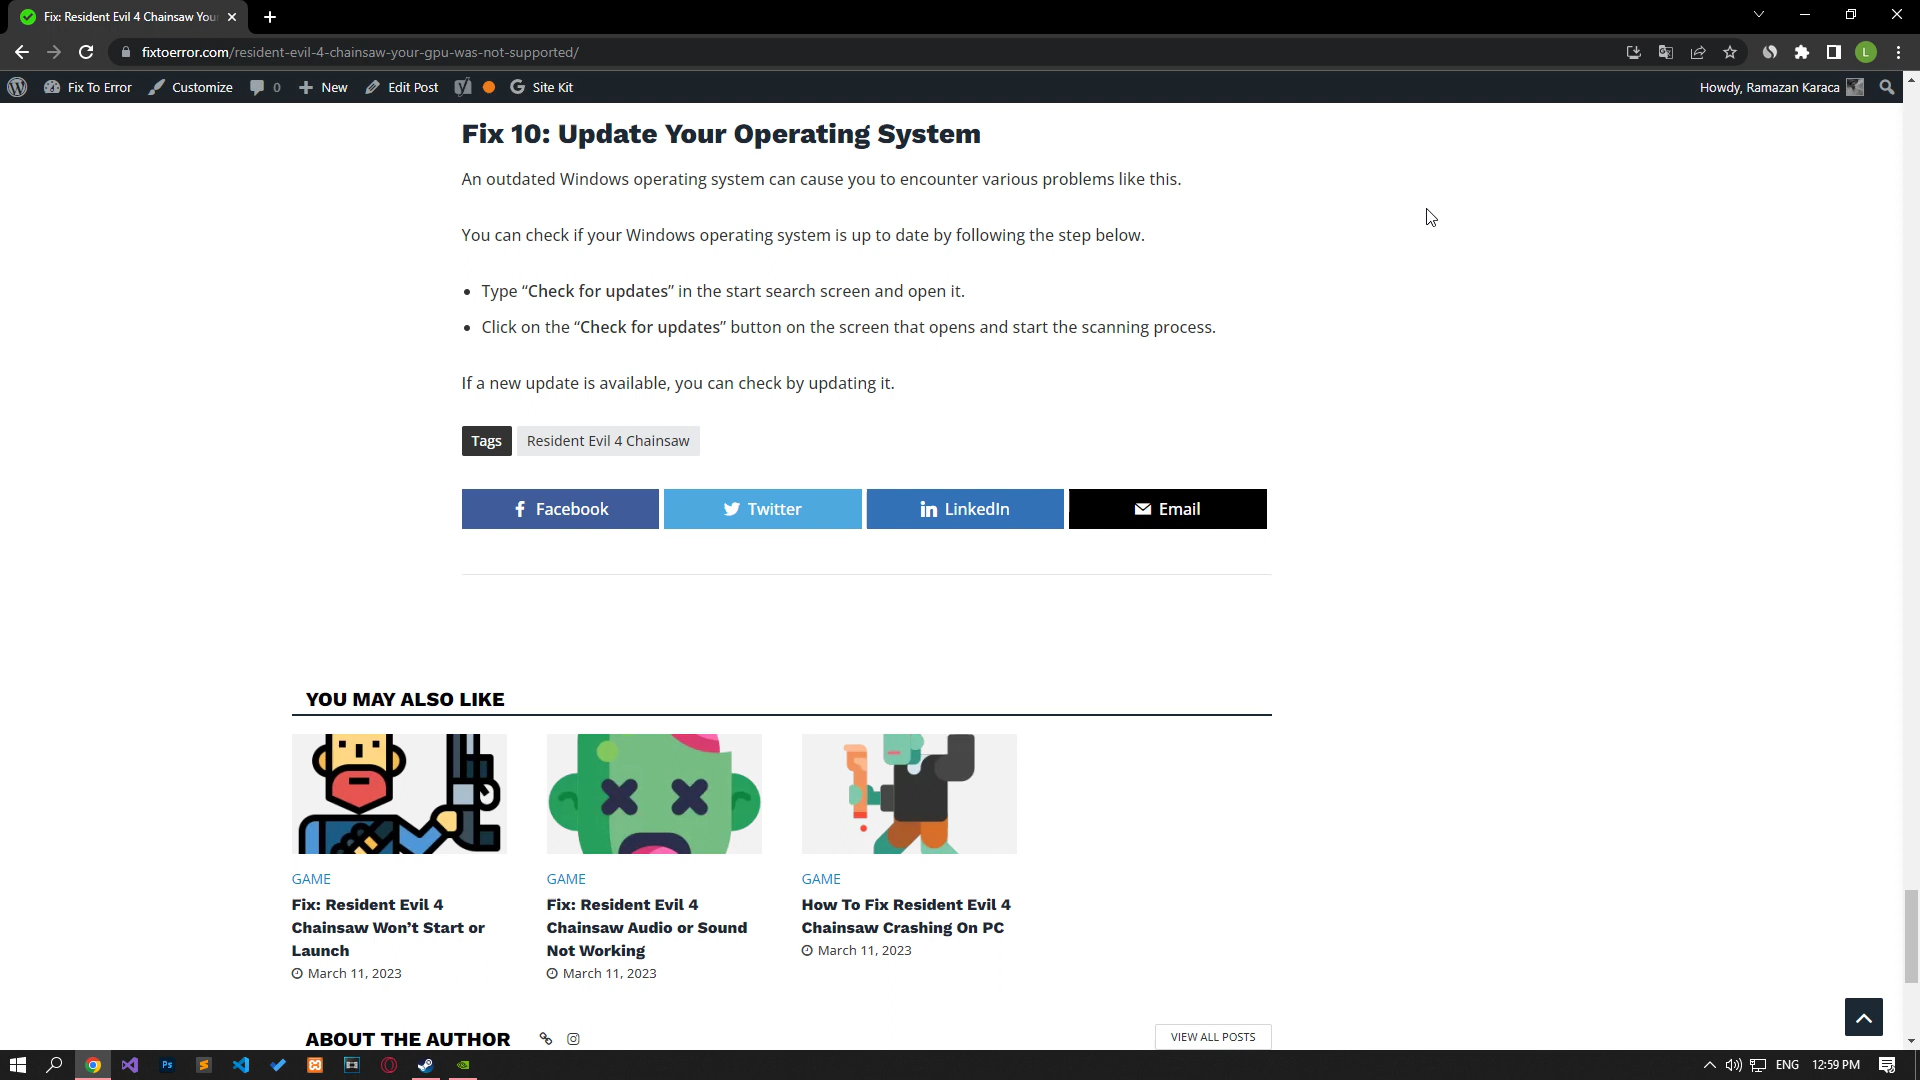 Fix: Resident Evil 4 Chainsaw You
fixtoerror.com/resident-evil-4-chainsaw-your-gpu-was-not-supported/
L
Fix To Error
Customize
0
New
Edit Post
Site Kit
Howdy, Ramazan Karaca
Fix 10: Update Your Operating System
An outdated Windows operating system can cause you to encounter various problems like this.
You can check if your Windows operating system is up to date by following the step below.
• Type “Check for updates” in the start search screen and open it.
• Click on the “Check for updates” button on the screen that opens and start the scanning process.
If a new update is available, you can check by updating it.
Tags
Resident Evil 4 Chainsaw
Facebook
Twitter
LinkedIn
Email
YOU MAY ALSO LIKE
GAME
Fix: Resident Evil 4
Chainsaw Won’t Start or
Launch
March 11, 2023
GAME
Fix: Resident Evil 4
Chainsaw Audio or Sound
Not Working
March 11, 2023
GAME
How To Fix Resident Evil 4
Chainsaw Crashing On PC
March 11, 2023
ABOUT THE AUTHOR
VIEW ALL POSTS
Ps
ENG
12:59 PM